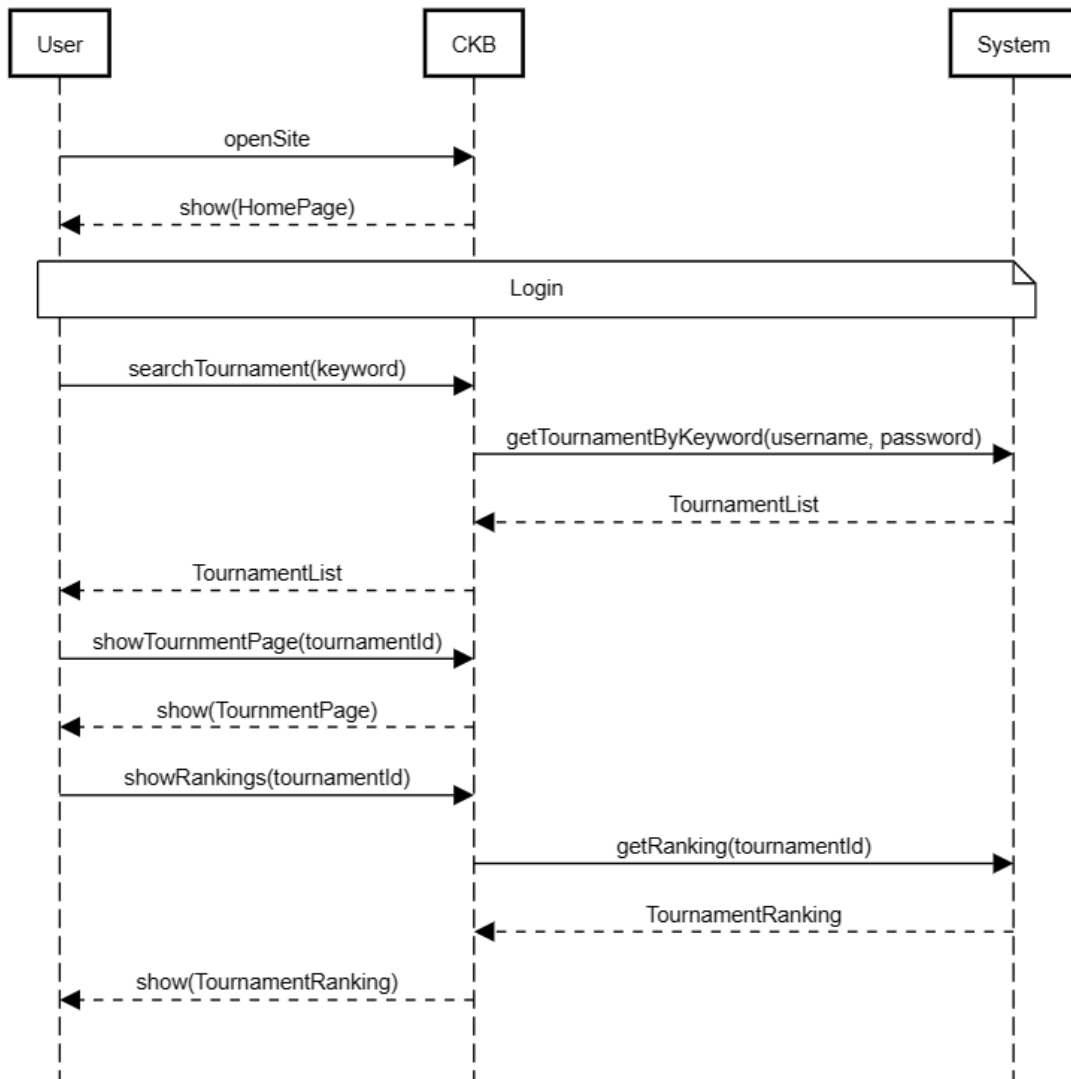 User
CKB
System
openSite
show(HomePage)
Login
searchTournament(keyword)
getTournamentByKeyword(username, password)
TournamentList
TournamentList
showTournmentPage(tournamentId)
show(TournmentPage)
showRankings(tournamentId)
getRanking(tournamentId)
TournamentRanking
show(TournamentRanking)